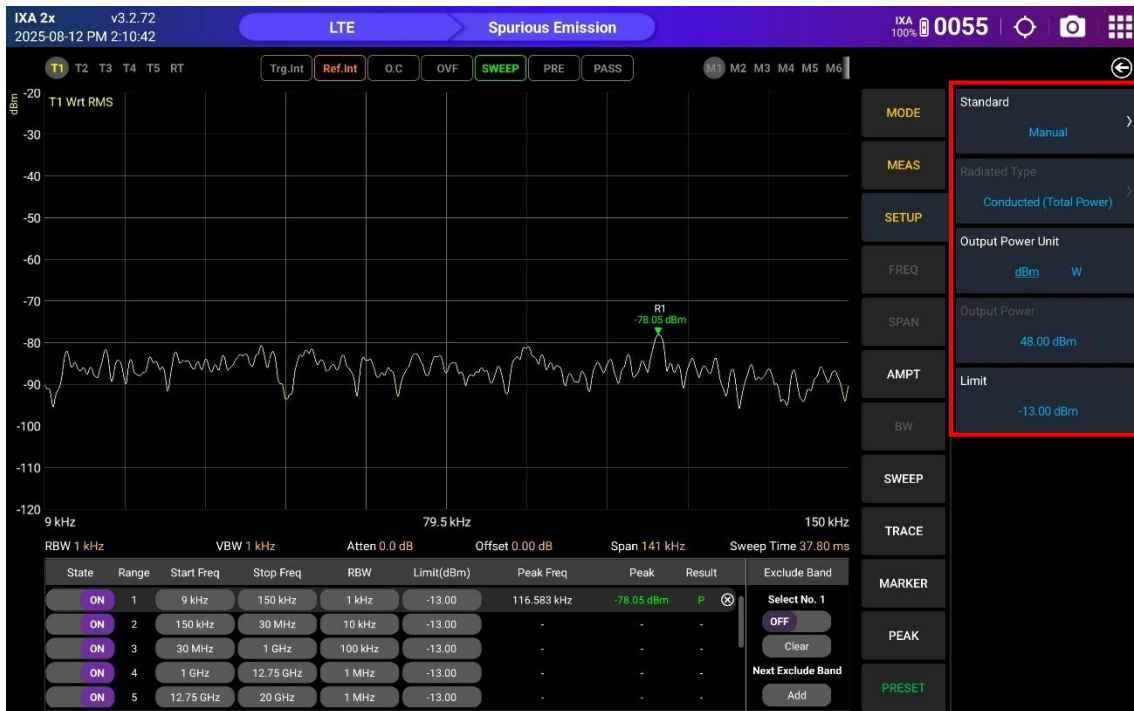 IXA 2x v3.2.72
2025-08-12 PM 2:10:42
LTE Spurious Emission
IXA
100% 0055
T1 T2 T3 T4 T5 RT Trg.Int Ref.Int O.C OVF SWEEP PRE PASS M1 M2 M3 M4 M5 M6
dBm
T1 Wrt RMS
-20
-30
-40
-50
-60
-70
-80
-90
-100
-110
-120
R1
-78.05 dBm
9 kHz 79.5 kHz 150 kHz
RBW 1 kHz VBW 1 kHz Atten 0.0 dB Offset 0.00 dB Span 141 kHz Sweep Time 37.80 ms
State Range Start Freq Stop Freq RBW Limit(dBm) Peak Freq Peak Result Exclude Band
ON 1 9 kHz 150 kHz 1 kHz -13.00 116.583 kHz -78.05 dBm P Select No. 1
ON 2 150 kHz 30 MHz 10 kHz -13.00 - - - OFF
ON 3 30 MHz 1 GHz 100 kHz -13.00 - - - Clear
ON 4 1 GHz 12.75 GHz 1 MHz -13.00 - - - Next Exclude Band
ON 5 12.75 GHz 20 GHz 1 MHz -13.00 - - - Add
MODE
MEAS
SETUP
FREQ
SPAN
AMPT
BW
SWEEP
TRACE
MARKER
PEAK
PRESET
Standard
Manual
Radiated Type
Conducted (Total Power)
Output Power Unit
dBm W
Output Power
48.00 dBm
Limit
-13.00 dBm